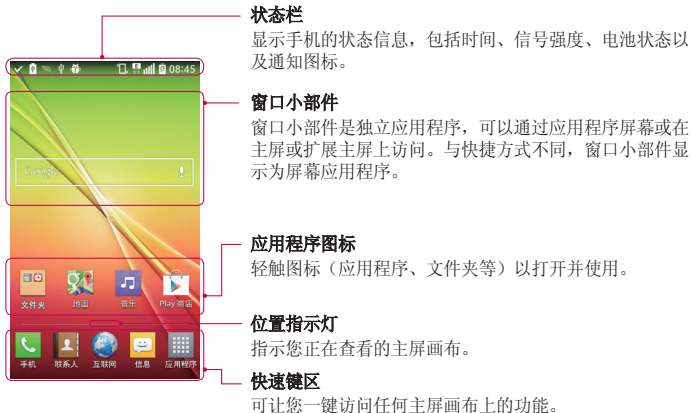 状态栏
显示手机的状态信息，包括时间、信号强度、电池状态以
及通知图标。
08:45
窗口小部件
窗口小部件是独立应用程序，可以通过应用程序屏幕或在
主屏或扩展主屏上访问。与快捷方式不同，窗口小部件显
示为屏幕应用程序。
Google
应用程序图标
轻触图标（应用程序、文件夹等）以打开并使用。
文件夹 地图 音乐 Play 商店
位置指示灯
指示您正在查看的主屏画布。
手机 联系人 互联网 信息 应用程序
快速键区
可让您一键访问任何主屏画布上的功能。